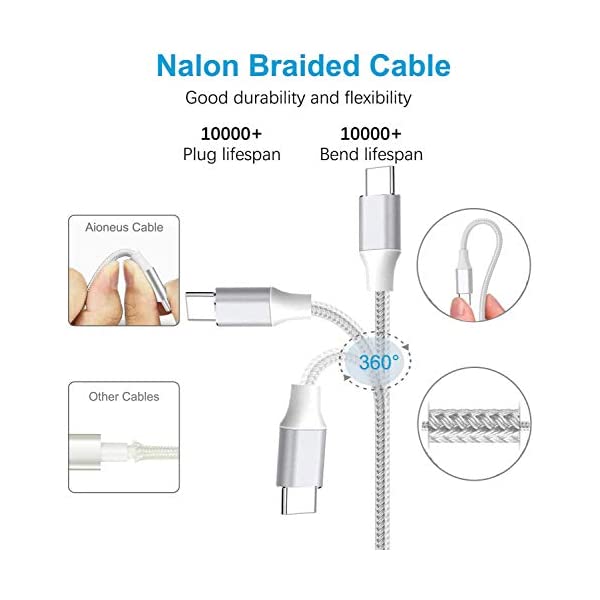 Nalon Braided Cable
Good durability and flexibility
10000+
Plug lifespan
10000+
Bend lifespan
Aioneus Cable
360°
Other Cables